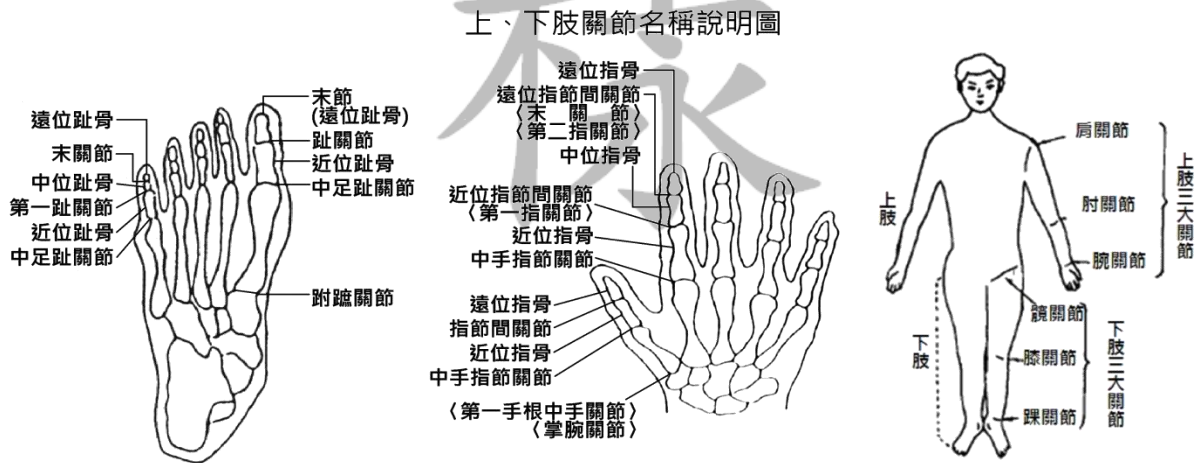 上、下肢關節名稱說明圖
遠位趾骨
末關節
中位趾骨
第一趾關節
近位趾骨
中足趾關節
末節
(遠位趾骨)
趾關節
近位趾骨
中足趾關節
跗蹠關節
遠位指骨
遠位指節間關節
〈末關節〉
〈第二指關節〉
中位指骨
近位指節間關節
〈第一指關節〉
近位指骨
中手指節關節
遠位指骨
指節間關節
近位指骨
中手指節關節
〈第一手根中手關節〉
〈掌腕關節〉
上肢
下肢
肩關節
肘關節
腕關節
上肢三大關節
髖關節
膝關節
踝關節
下肢三大關節